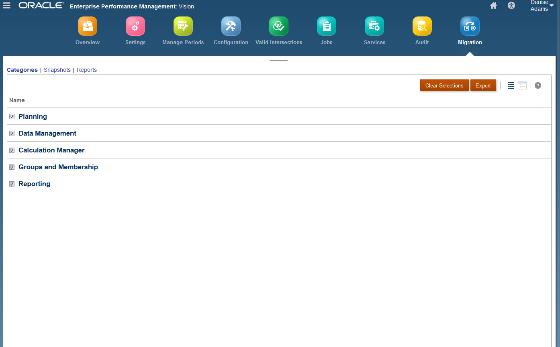 ORACLE® Enterprise Performance Management: Vision
Denise Adams
Overview Settings Manage Periods Configuration Valid Intersections Jobs Services Audit Migration
Categories | Snapshots | Reports
Clear Selections Export
Name
Planning
Data Management
Calculation Manager
Groups and Membership
Reporting